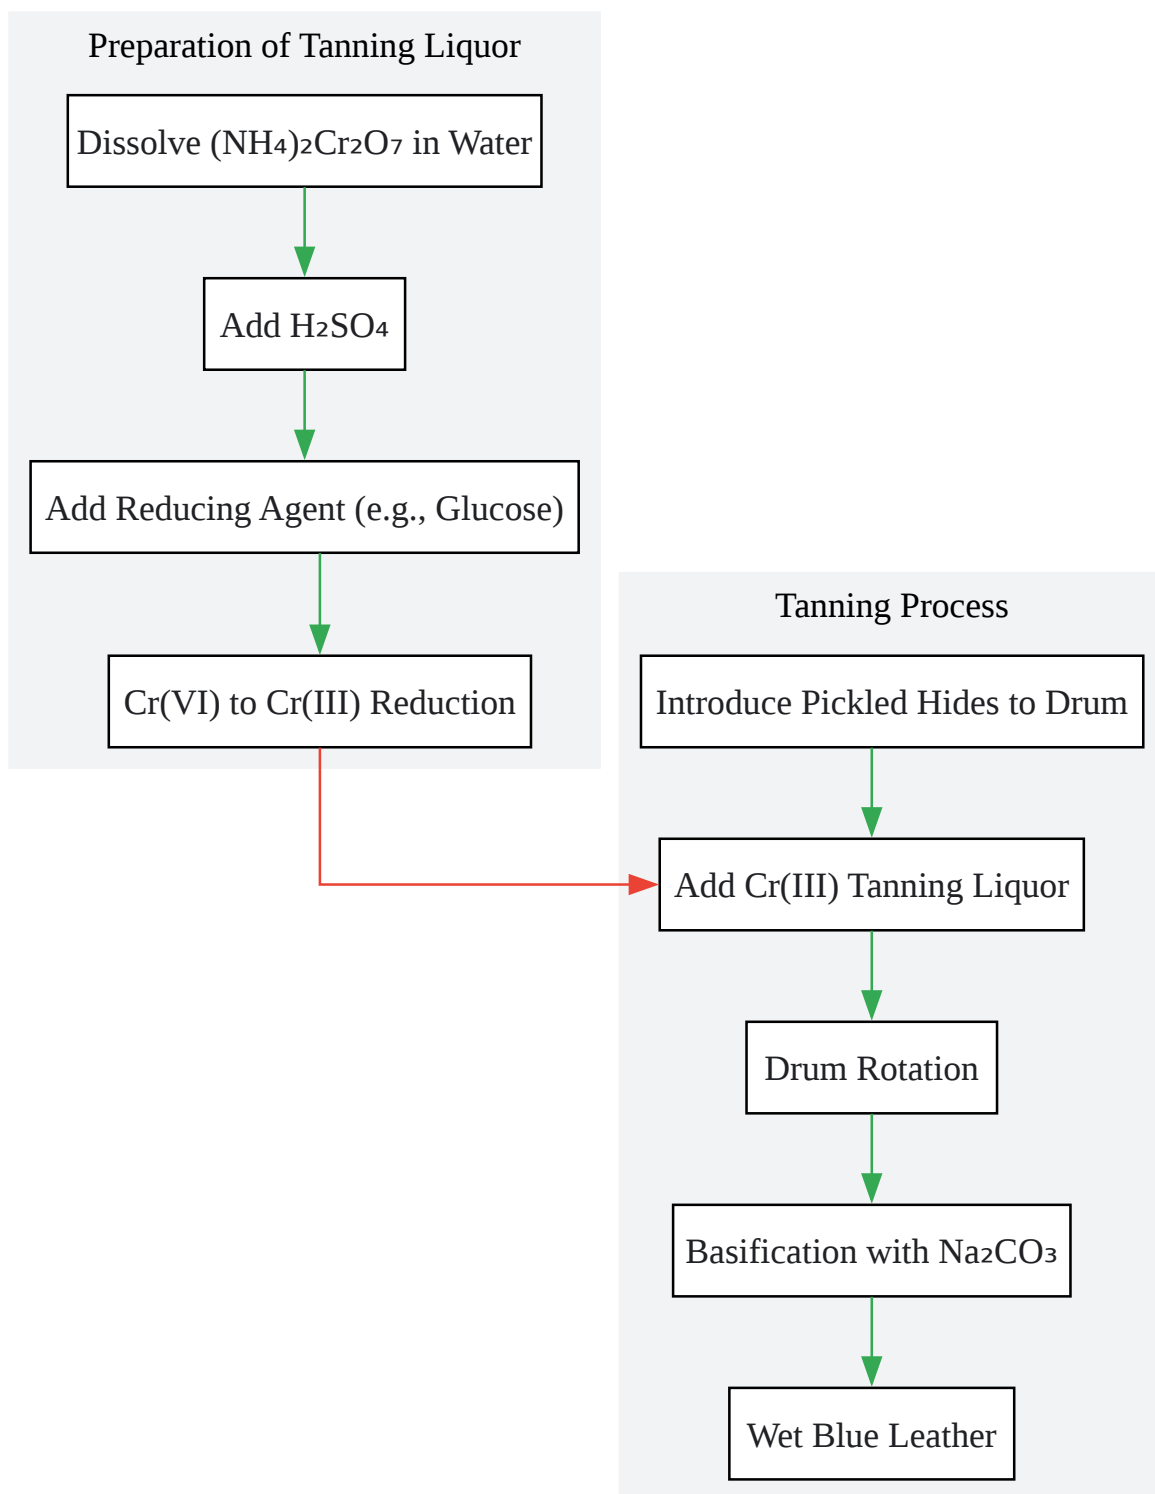 Preparation of Tanning Liquor
Dissolve (NH₄)₂Cr₂O₇ in Water
Add H₂SO₄
Add Reducing Agent (e.g., Glucose)
Cr(VI) to Cr(III) Reduction
Tanning Process
Introduce Pickled Hides to Drum
Add Cr(III) Tanning Liquor
Drum Rotation
Basification with Na₂CO₃
Wet Blue Leather